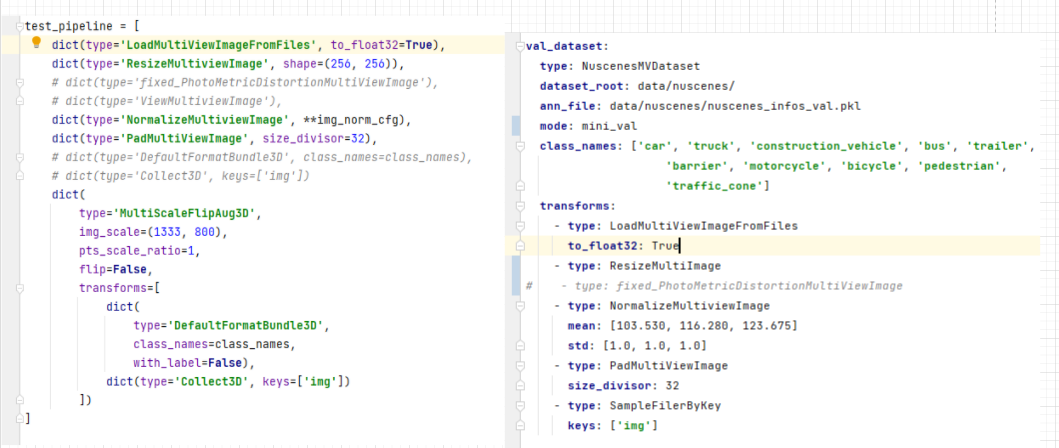 test_pipeline = [
    dict(type='LoadMultiViewImageFromFiles', to_float32=True),
    dict(type='ResizeMultiviewImage', shape=(256, 256)),
    # dict(type='fixed_PhotoMetricDistortionMultiViewImage'),
    # dict(type='ViewMultiviewImage'),
    dict(type='NormalizeMultiviewImage', **img_norm_cfg),
    dict(type='PadMultiViewImage', size_divisor=32),
    # dict(type='DefaultFormatBundle3D', class_names=class_names),
    # dict(type='Collect3D', keys=['img'])
    dict(
        type='MultiScaleFlipAug3D',
        img_scale=(1333, 800),
        pts_scale_ratio=1,
        flip=False,
        transforms=[
            dict(
                type='DefaultFormatBundle3D',
                class_names=class_names,
                with_label=False),
            dict(type='Collect3D', keys=['img'])
        ])
]
val_dataset:
  type: NuscenesMVDataset
  dataset_root: data/nuscenes/
  ann_file: data/nuscenes/nuscenes_infos_val.pkl
  mode: mini_val
  class_names: ['car', 'truck', 'construction_vehicle', 'bus', 'trailer',
                'barrier', 'motorcycle', 'bicycle', 'pedestrian',
                'traffic_cone']
  transforms:
    - type: LoadMultiViewImageFromFiles
      to_float32: True
    - type: ResizeMultiImage
#    - type: fixed_PhotoMetricDistortionMultiViewImage
    - type: NormalizeMultiviewImage
      mean: [103.530, 116.280, 123.675]
      std: [1.0, 1.0, 1.0]
    - type: PadMultiViewImage
      size_divisor: 32
    - type: SampleFilerByKey
      keys: ['img']